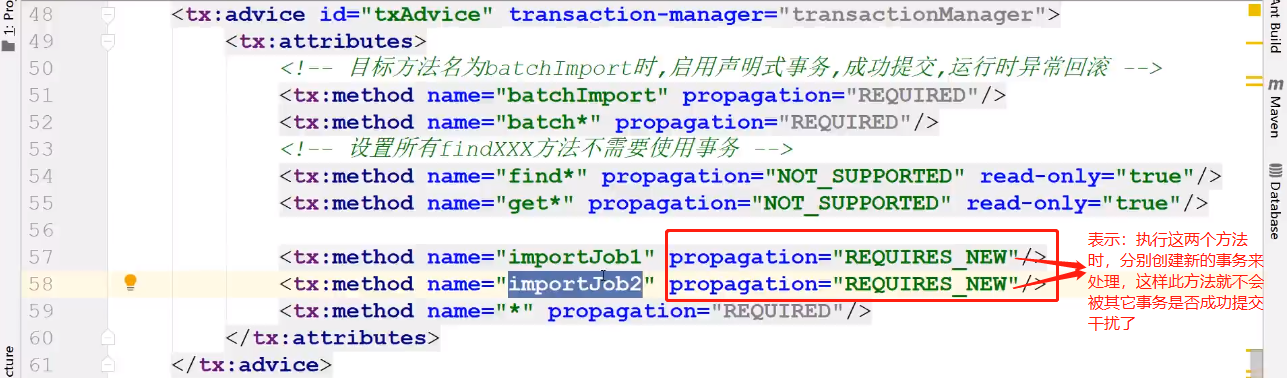 48 <tx:advice id="txAdvice" transaction-manager="transactionManager">
49 <tx:attributes>
50 <!-- 目标方法名为batchImport时,启用声明式事务,成功提交,运行时异常回滚 -->
51 <tx:method name="batchImport" propagation="REQUIRED"/>
52 <tx:method name="batch*" propagation="REQUIRED"/>
53 <!-- 设置所有findXXX方法不需要使用事务 -->
54 <tx:method name="find*" propagation="NOT_SUPPORTED" read-only="true"/>
55 <tx:method name="get*" propagation="NOT_SUPPORTED" read-only="true"/>
56
57 <tx:method name="importJob1" propagation="REQUIRES_NEW"/>
58 <tx:method name="importJob2" propagation="REQUIRES_NEW"/>
59 <tx:method name="*" propagation="REQUIRED"/>
60 </tx:attributes>
61 </tx:advice>
表示：执行这两个方法
时，分别创建新的事务来
处理，这样此方法就不会
被其它事务是否成功提交
干扰了
1: Pro
cture
Ant Build
m Maven
Database